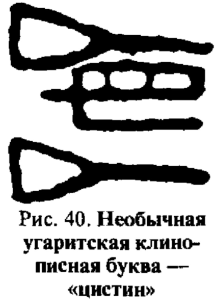 Рис. 40. Необычная
угаритская клино-
писная буква —
«цистин»